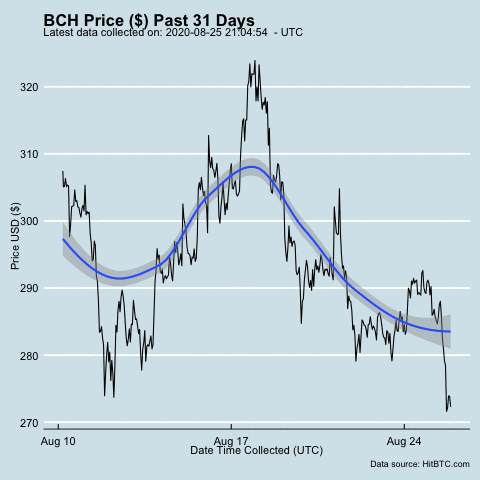 BCH Price ($) Past 31 Days
Latest data collected on: 2020-08-25 21:04:54 - UTC
320
310
300
290
280
270
Price USD ($)
Aug 10
Aug 17
Aug 24
Date Time Collected (UTC)
Data source: HitBTC.com